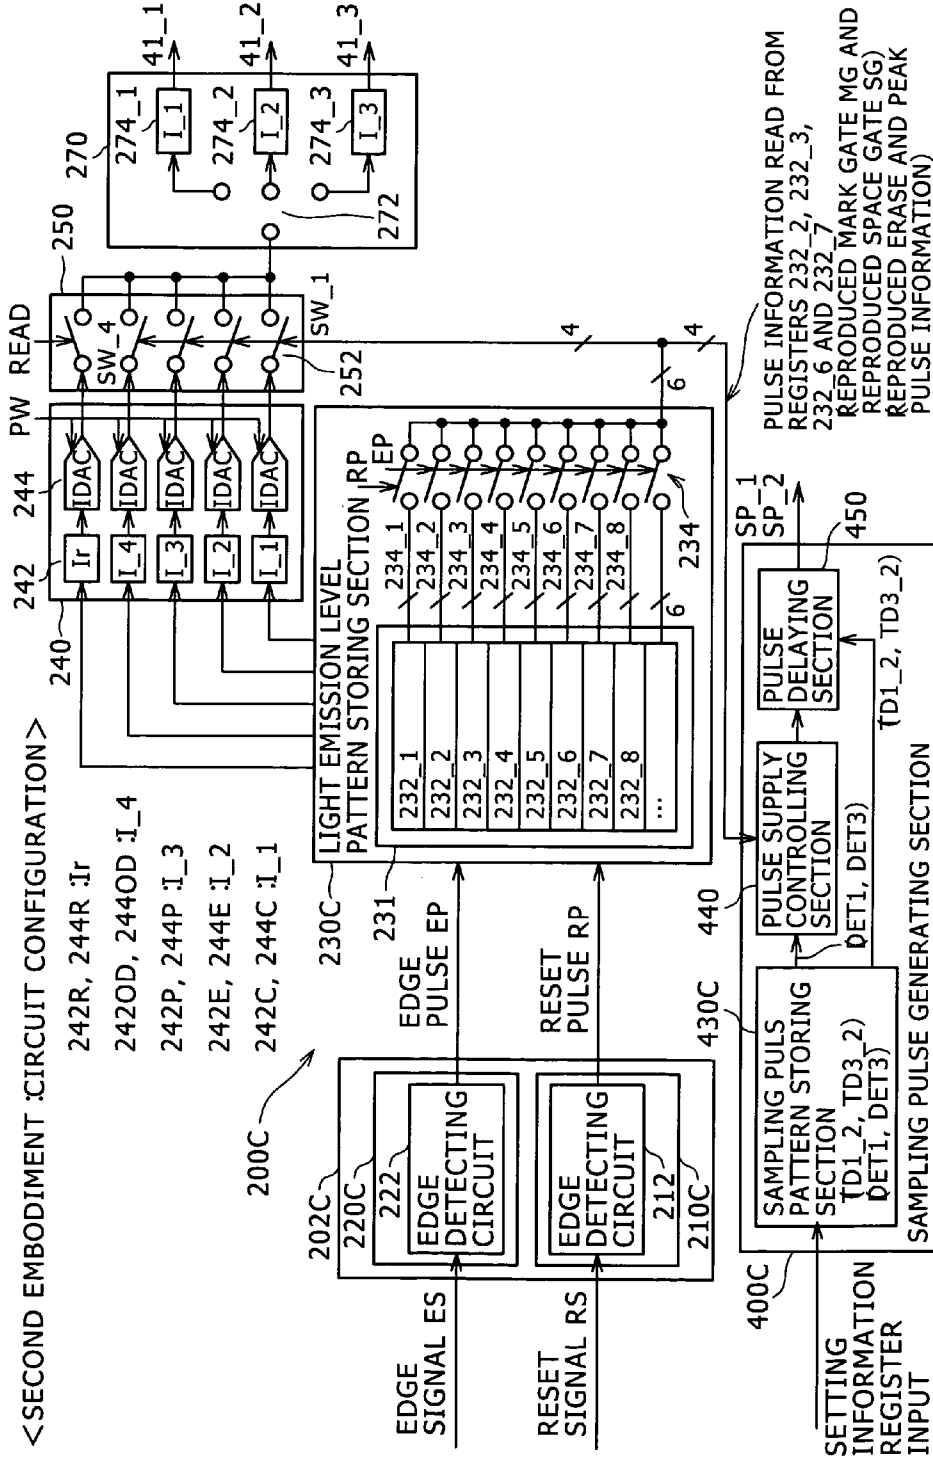 <SECOND EMBODIMENT :CIRCUIT CONFIGURATION>
242R, 244R :Ir
242OD, 244OD :I_4
242P, 244P :I_3
242E, 244E :I_2
242C, 244C :I_1
200C
202C
220C
222
EDGE
DETECTING
CIRCUIT
EDGE
SIGNAL ES
EDGE
PULSE EP
EDGE
DETECTING
CIRCUIT
212
210C
RESET
SIGNAL RS
RESET
PULSE RP
230C
LIGHT EMISSION LEVEL
PATTERN STORING SECTION
RP
EP
231
232_1
232_2
232_3
232_4
232_5
232_6
232_7
232_8
...
234_1
234_2
234_3
234_4
234_5
234_6
234_7
234_8
6
234
6
4
4
240
242
244
Ir
I_4
I_3
I_2
I_1
IDAC
IDAC
IDAC
IDAC
IDAC
PW
READ
250
SW_4
252
SW_1
270
272
274_1
I_1
41_1
274_2
I_2
41_2
274_3
I_3
41_3
PULSE INFORMATION READ FROM
REGISTERS 232_2, 232_3,
232_6 AND 232_7
(REPRODUCED MARK GATE MG AND
REPRODUCED SPACE GATE SG)
(REPRODUCED ERASE AND PEAK
PULSE INFORMATION)
SETTING
INFORMATION
REGISTER
INPUT
400C
430C
SAMPLING PULS
PATTERN STORING
SECTION
(TD1_2, TD3_2)
(DET1, DET3)
(DET1, DET3)
440
PULSE SUPPLY
CONTROLLING
SECTION
PULSE
DELAYING
SECTION
450
(TD1_2, TD3_2)
SP_1
SP_2
SAMPLING PULSE GENERATING SECTION